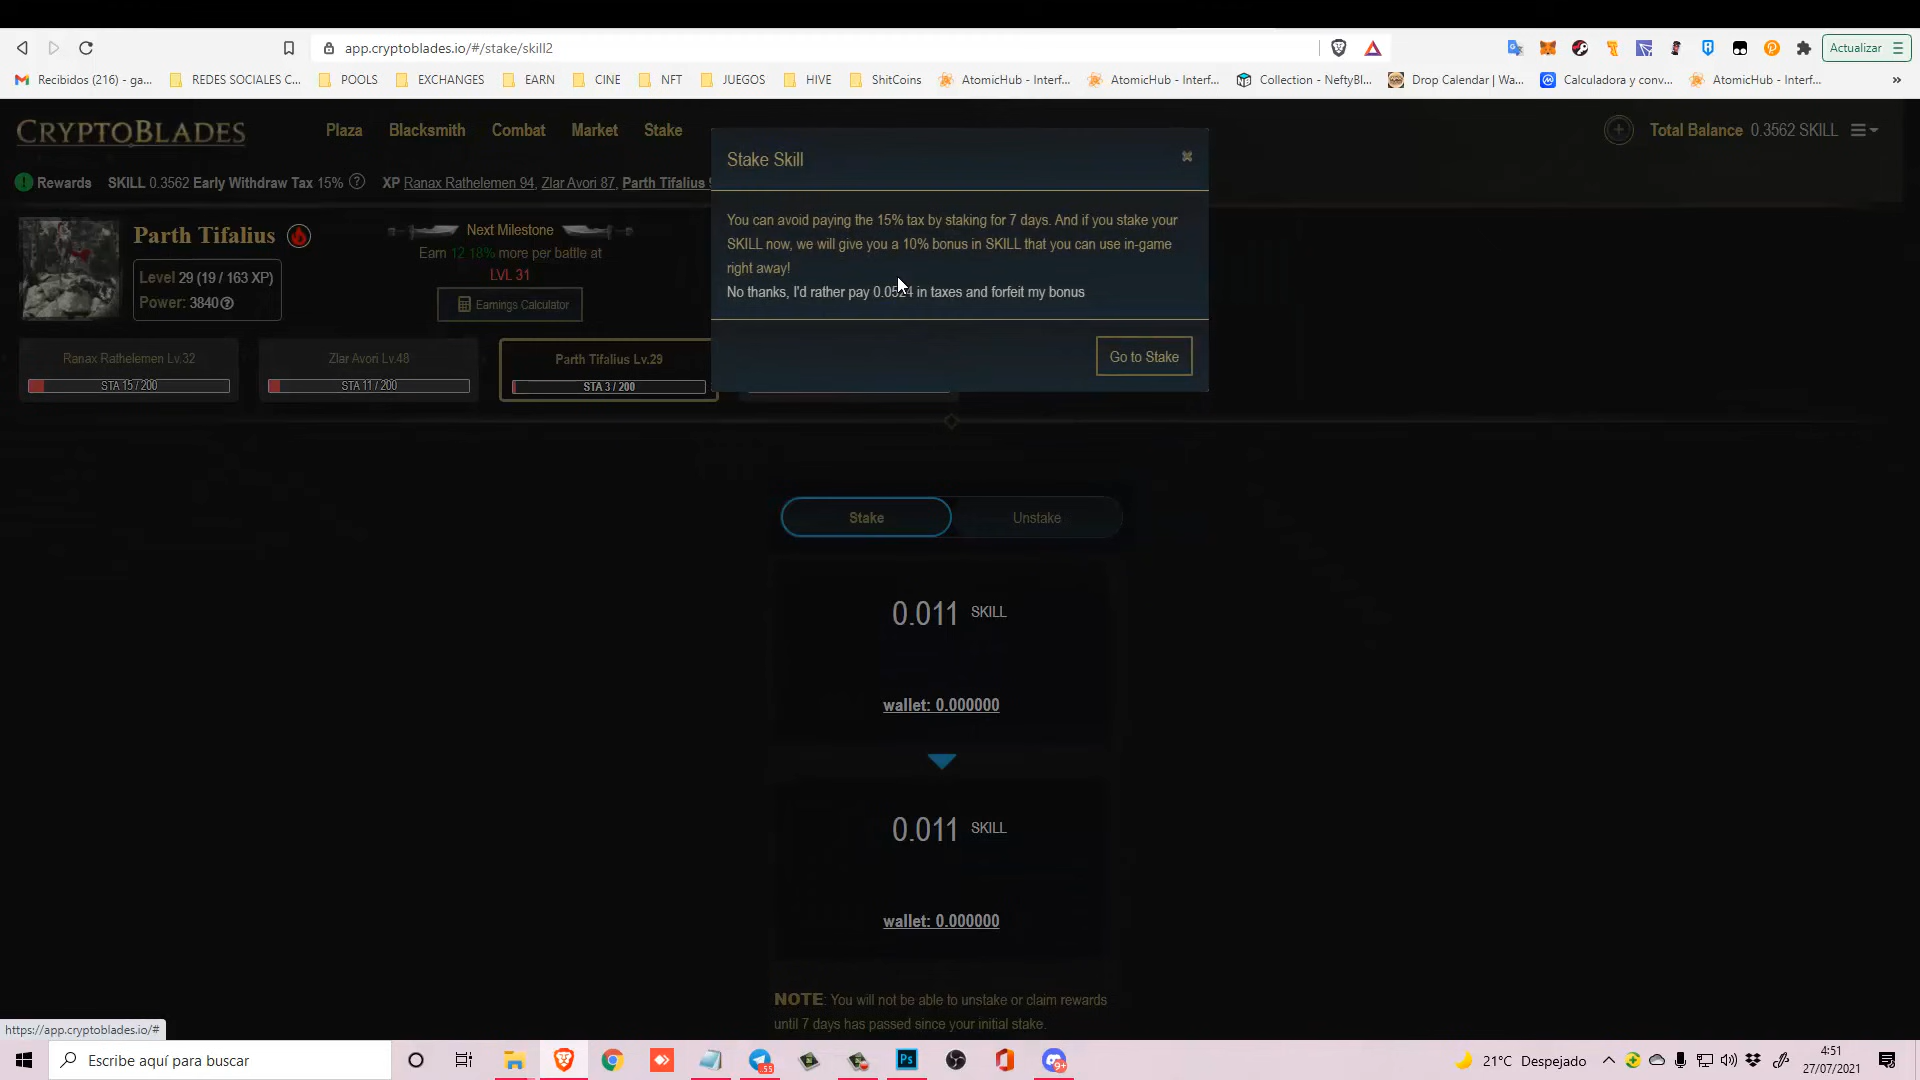 app.cryptoblades.io/#/stake/skill2
Actualizar
Recibidos (216) - ga...
REDES SOCIALES C...
POOLS
EXCHANGES
EARN
CINE
NFT
JUEGOS
HIVE
ShitCoins
AtomicHub - Interf...
AtomicHub - Interf...
Collection - NeftyBl...
Drop Calendar | Wa...
Calculadora y conv...
AtomicHub - Interf...
»
CRYPTOBLADES
Plaza
Blacksmith
Combat
Market
Stake
Total Balance 0.3562 SKILL
Rewards
SKILL 0.3562 Early Withdraw Tax 15%
XP Ranax Rathelemen 94, Zlar Avori 87, Parth Tifalius
Parth Tifalius
Level 29 (19 / 163 XP)
Power: 3840
Next Milestone
Earn 12.18% more per battle at
LVL 31
Earnings Calculator
Ranax Rathelemen Lv.32
STA 15 / 200
Zlar Avori Lv.48
STA 11 / 200
Parth Tifalius Lv.29
STA 3 / 200
Stake Skill
You can avoid paying the 15% tax by staking for 7 days. And if you stake your
SKILL now, we will give you a 10% bonus in SKILL that you can use in-game
right away!
No thanks, I'd rather pay 0.0524 in taxes and forfeit my bonus
Go to Stake
Stake
Unstake
0.011 SKILL
wallet: 0.000000
0.011 SKILL
wallet: 0.000000
NOTE: You will not be able to unstake or claim rewards
until 7 days has passed since your initial stake.
https://app.cryptoblades.io/#
Escribe aquí para buscar
55
9+
21°C Despejado
4:51
27/07/2021